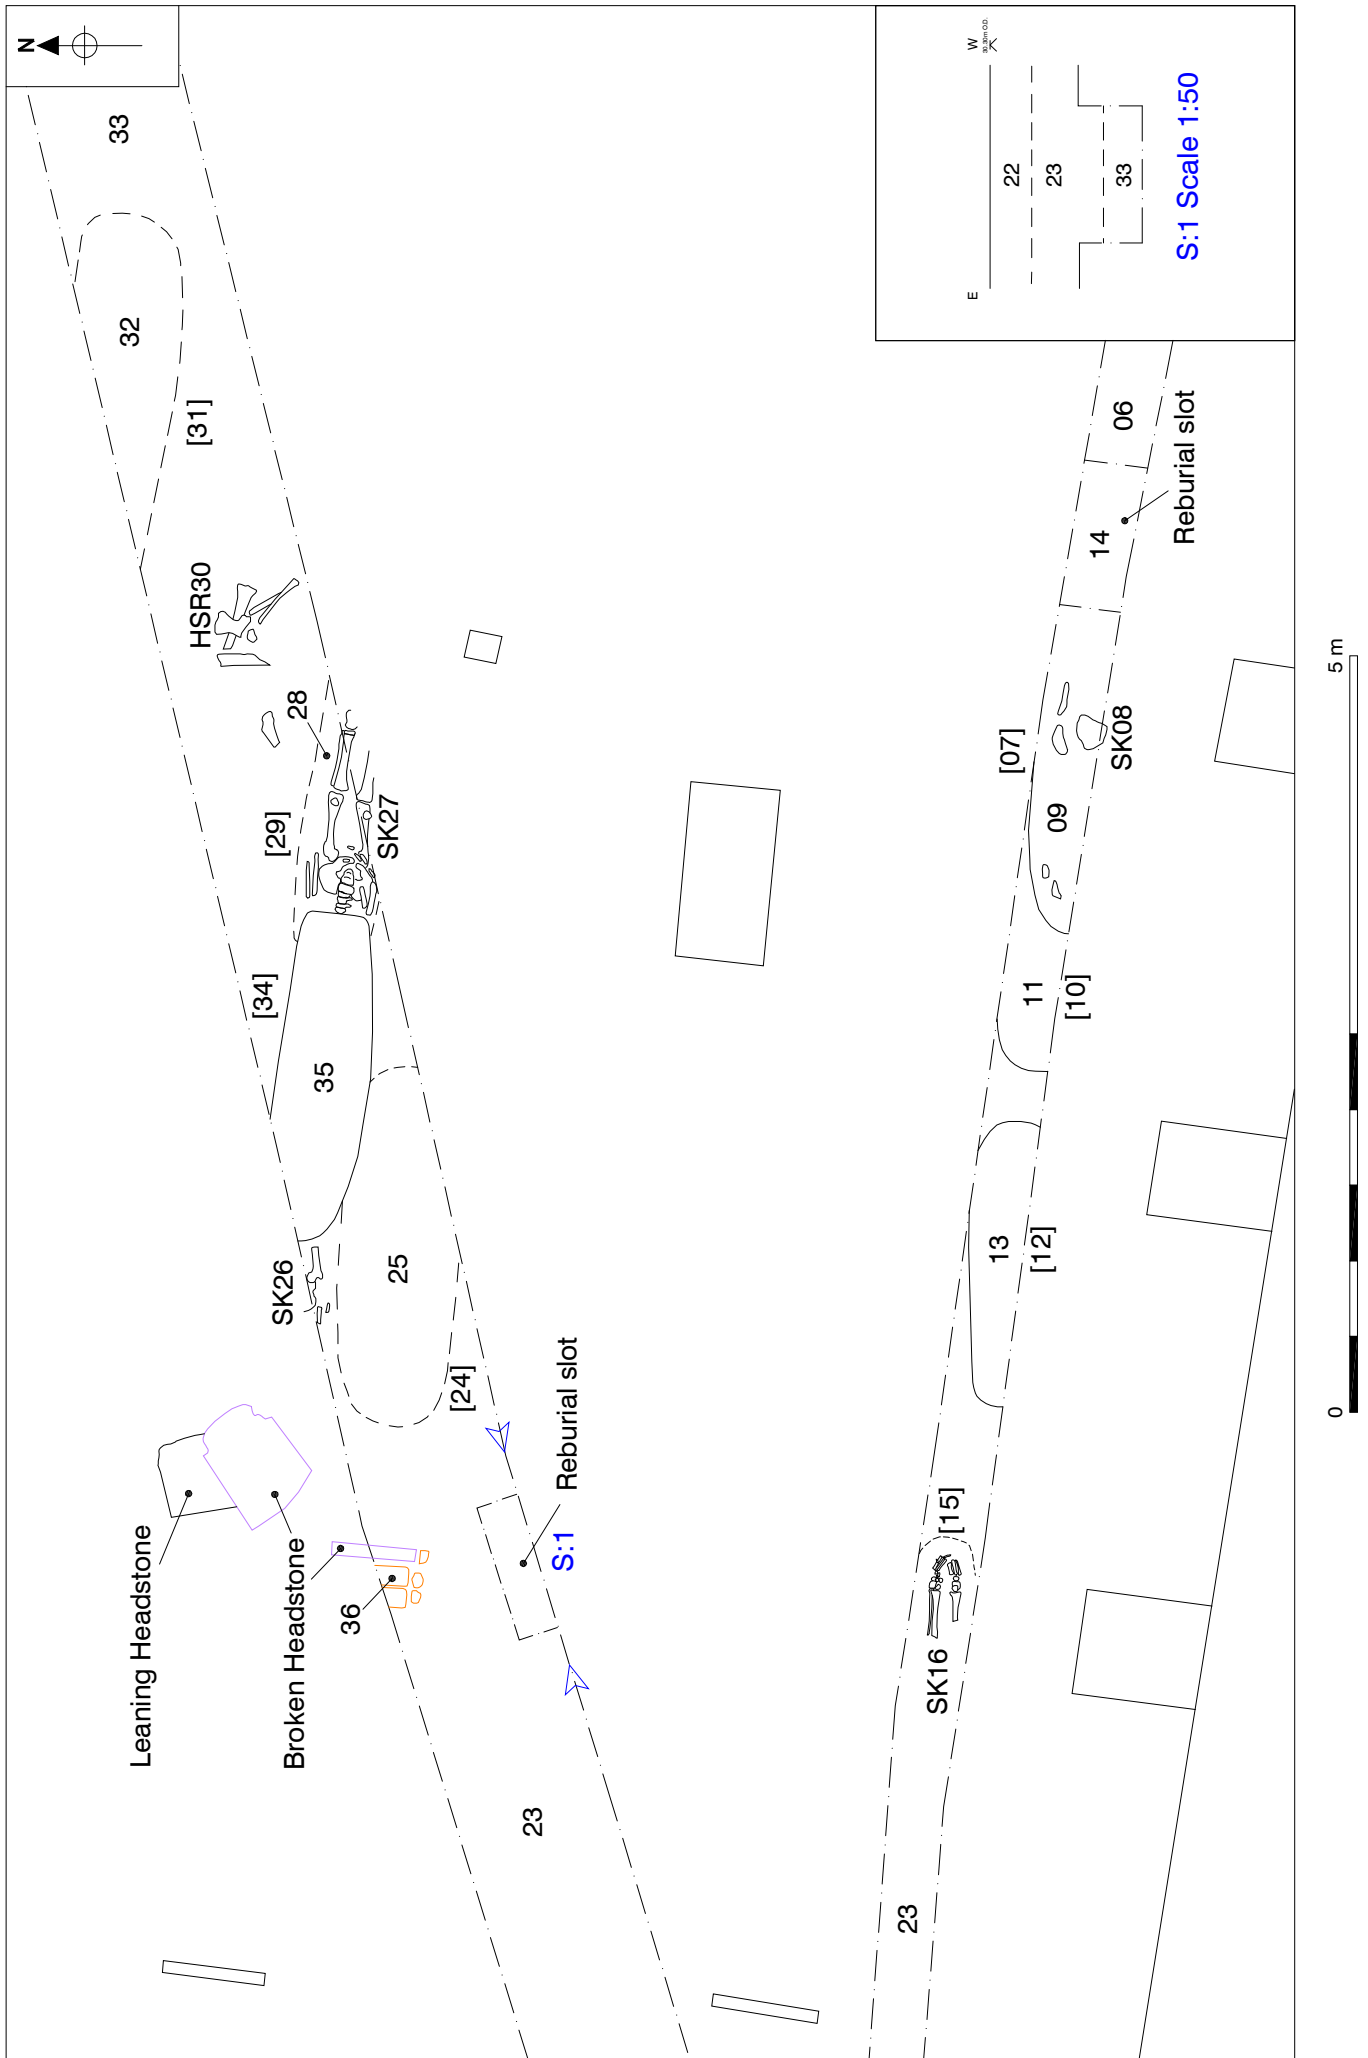 N
33
32
[31]
HSR30
28
[29]
SK27
[34]
35
25
SK26
[24]
Leaning Headstone
Broken Headstone
36
S:1
Reburial slot
23
E
W
30.30m O.D.
22
23
33
S:1 Scale 1:50
06
14
Reburial slot
SK08
[07]
09
11
[10]
13
[12]
[15]
SK16
23
0
5 m